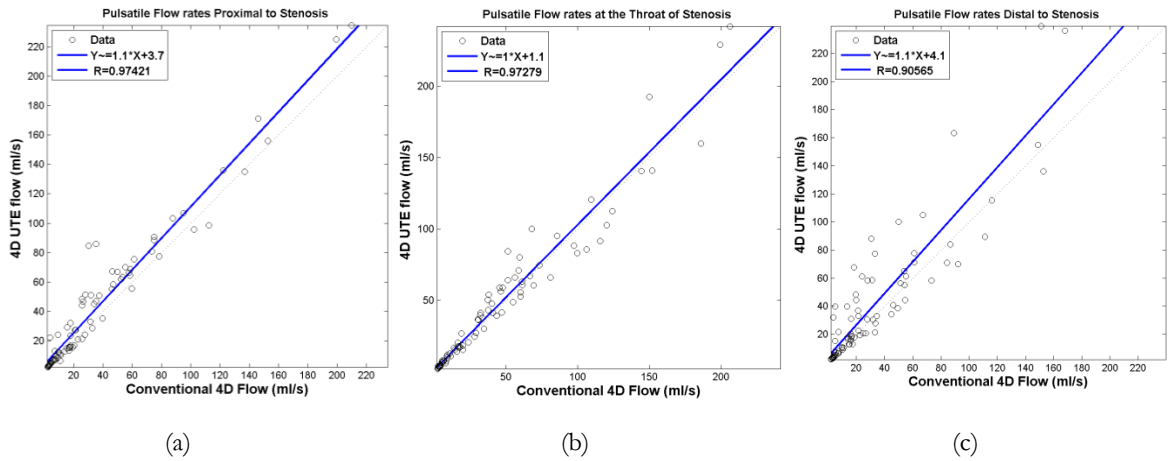 Pulsatile Flow rates Proximal to Stenosis
Data
Y~=1.1*X+3.7
R=0.97421
4D UTE flow (ml/s)
220
200
180
160
140
120
100
80
60
40
20
20 40 60 80 100 120 140 160 180 200 220
Conventional 4D Flow (ml/s)
(a)
Pulsatile Flow rates at the Throat of Stenosis
Data
Y~=1*X+1.1
R=0.97279
4D UTE flow (ml/s)
200
150
100
50
50 100 150 200
Conventional 4D Flow (ml/s)
(b)
Pulsatile Flow rates Distal to Stenosis
Data
Y~=1.1*X+4.1
R=0.90565
4D UTE flow (ml/s)
220
200
180
160
140
120
100
80
60
40
20
20 40 60 80 100 120 140 160 180 200 220
Conventional 4D Flow (ml/s)
(c)